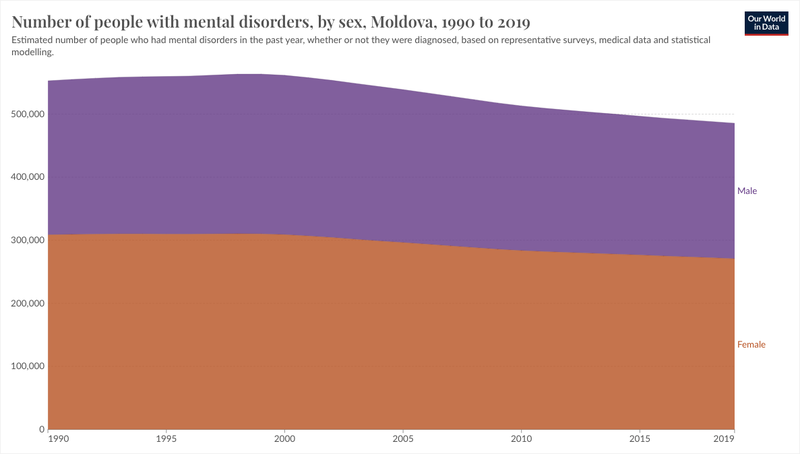 Number of people with mental disorders, by sex, Moldova, 1990 to 2019
Our World
in Data
Estimated number of people who had mental disorders in the past year, whether or not they were diagnosed, based on representative surveys, medical data and statistical
modelling.
500,000
400,000
300,000
200,000
100,000
0
Male
Female
1990
1995
2000
2005
2010
2015
2019